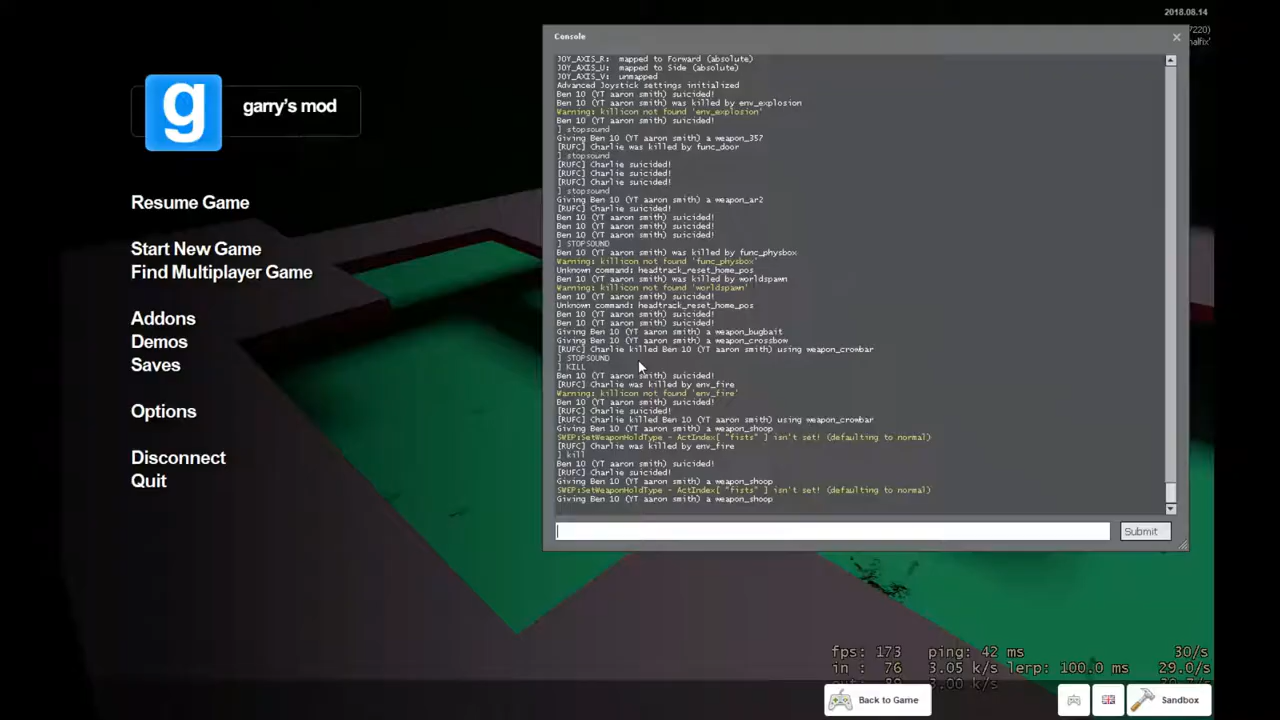 2018.08.14
Console
7220)
nalfix'
g
garry's mod
Resume Game
Start New Game
Find Multiplayer Game
Addons
Demos
Saves
Options
Disconnect
Quit
JOY_AXIS_R: mapped to Forward (absolute)
JOY_AXIS_U: mapped to Side (absolute)
JOY_AXIS_V: unmapped
Advanced Joystick settings initialized
Ben 10 (YT aaron smith) suicided!
Ben 10 (YT aaron smith) was killed by env_explosion
Warning: killicon not found 'env_explosion'
Ben 10 (YT aaron smith) suicided!
] stopsound
Giving Ben 10 (YT aaron smith) a weapon_357
[RUFC] Charlie was killed by func_door
] stopsound
[RUFC] Charlie suicided!
[RUFC] Charlie suicided!
[RUFC] Charlie suicided!
] stopsound
Giving Ben 10 (YT aaron smith) a weapon_ar2
[RUFC] Charlie suicided!
Ben 10 (YT aaron smith) suicided!
Ben 10 (YT aaron smith) suicided!
Ben 10 (YT aaron smith) suicided!
] STOPSOUND
Ben 10 (YT aaron smith) was killed by func_physbox
Warning: killicon not found 'func_physbox'
Unknown command: headtrack_reset_home_pos
Ben 10 (YT aaron smith) was killed by worldspawn
Warning: killicon not found 'worldspawn'
Ben 10 (YT aaron smith) suicided!
Unknown command: headtrack_reset_home_pos
Ben 10 (YT aaron smith) suicided!
Ben 10 (YT aaron smith) suicided!
Giving Ben 10 (YT aaron smith) a weapon_bugbait
Giving Ben 10 (YT aaron smith) a weapon_crossbow
[RUFC] Charlie killed Ben 10 (YT aaron smith) using weapon_crowbar
] STOPSOUND
] KILL
Ben 10 (YT aaron smith) suicided!
[RUFC] Charlie was killed by env_fire
Warning: killicon not found 'env_fire'
Ben 10 (YT aaron smith) suicided!
[RUFC] Charlie suicided!
[RUFC] Charlie killed Ben 10 (YT aaron smith) using weapon_crowbar
Giving Ben 10 (YT aaron smith) a weapon_shoop
SWEP:SetWeaponHoldType - ActIndex[ "fists" ] isn't set! (defaulting to normal)
[RUFC] Charlie was killed by env_fire
] kill
Ben 10 (YT aaron smith) suicided!
[RUFC] Charlie suicided!
Giving Ben 10 (YT aaron smith) a weapon_shoop
SWEP:SetWeaponHoldType - ActIndex[ "fists" ] isn't set! (defaulting to normal)
Giving Ben 10 (YT aaron smith) a weapon_shoop
Submit
fps: 173 ping: 42 ms 30/s
in : 76 3.05 k/s lerp: 100.0 ms 29.0/s
3.00 k/s
Back to Game
Sandbox